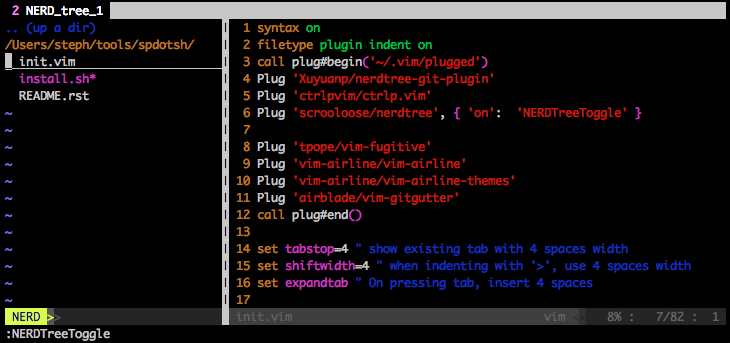 2 NERD_tree_1
.. (up a dir)
/Users/steph/tools/spdotsh/
init.vim
install.sh*
README.rst
~
~
~
~
~
~
~
~
~
~
~
~
NERD >>
1 syntax on
2 filetype plugin indent on
3 call plug#begin('~/.vim/plugged')
4 Plug 'Xuyuanp/nerdtree-git-plugin'
5 Plug 'ctrlpvim/ctrlp.vim'
6 Plug 'scrooloose/nerdtree', { 'on':  'NERDTreeToggle' }
7
8 Plug 'tpope/vim-fugitive'
9 Plug 'vim-airline/vim-airline'
10 Plug 'vim-airline/vim-airline-themes'
11 Plug 'airblade/vim-gitgutter'
12 call plug#end()
13
14 set tabstop=4 " show existing tab with 4 spaces width
15 set shiftwidth=4 " when indenting with '>', use 4 spaces width
16 set expandtab " On pressing tab, insert 4 spaces
17
init.vim vim << 8% : 7/82 : 1
:NERDTreeToggle